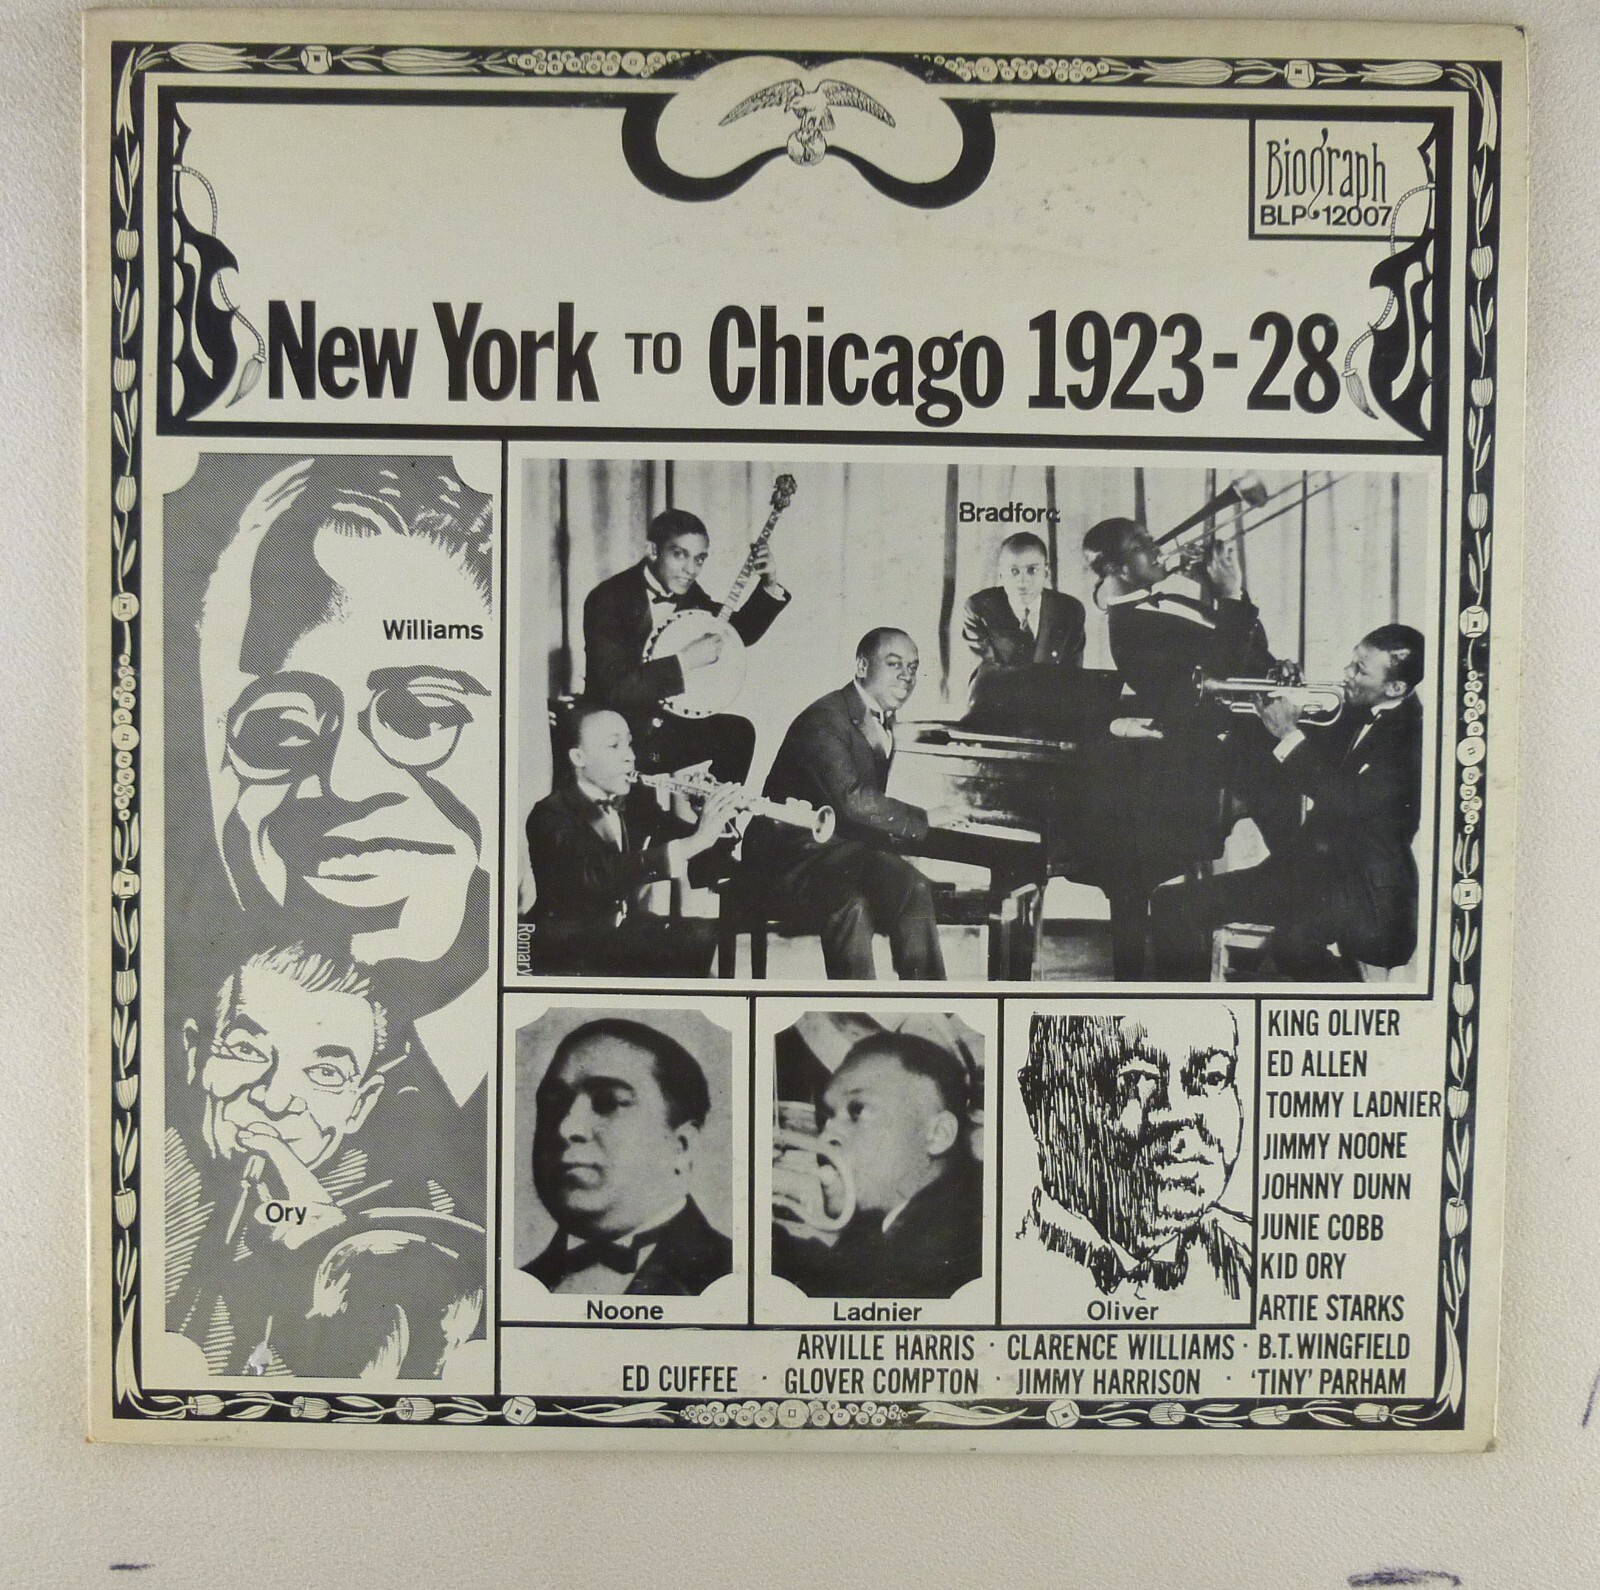 Biograph
BLP 12007
New York TO Chicago 1923-28
Williams
Bradford
Romary
Ory
Noone
Ladnier
Oliver
KING OLIVER
ED ALLEN
TOMMY LADNIER
JIMMY NOONE
JOHNNY DUNN
JUNIE COBB
KID ORY
ARTIE STARKS
ARVILLE HARRIS · CLARENCE WILLIAMS · B.T. WINGFIELD
ED CUFFEE · GLOVER COMPTON · JIMMY HARRISON · 'TINY' PARHAM